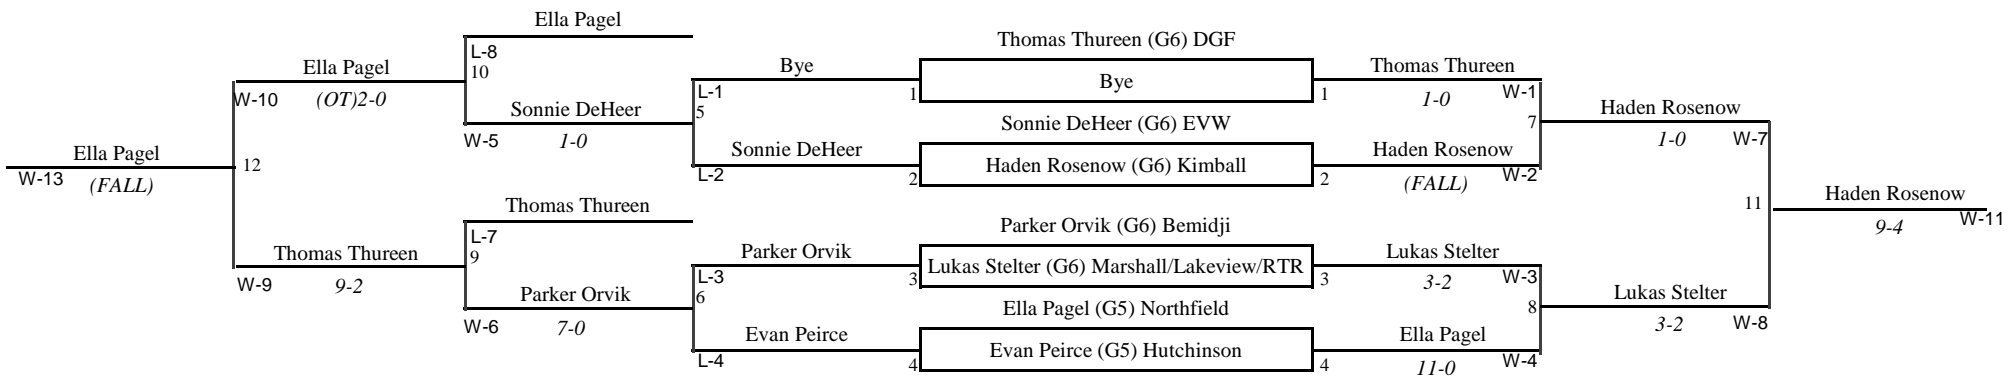 Ella Pagel
L-8
10
Ella Pagel
W-10
(OT)2-0
Sonnie DeHeer
W-5
1-0
Ella Pagel
W-13
(FALL)
12
Thomas Thureen
L-7
9
Thomas Thureen
W-9
9-2
Parker Orvik
W-6
7-0
Bye
L-1
5
1
Sonnie DeHeer
L-2
2
Parker Orvik
L-3
6
3
Evan Peirce
L-4
4
Thomas Thureen (G6) DGF
Bye
Sonnie DeHeer (G6) EVW
Haden Rosenow (G6) Kimball
Parker Orvik (G6) Bemidji
Lukas Stelter (G6) Marshall/Lakeview/RTR
Ella Pagel (G5) Northfield
Evan Peirce (G5) Hutchinson
Thomas Thureen
1
1-0
W-1
7
Haden Rosenow
2
(FALL)
W-2
Lukas Stelter
3
3-2
W-3
8
Ella Pagel
4
11-0
W-4
Haden Rosenow
1-0
W-7
11
Lukas Stelter
3-2
W-8
Haden Rosenow
W-11
9-4